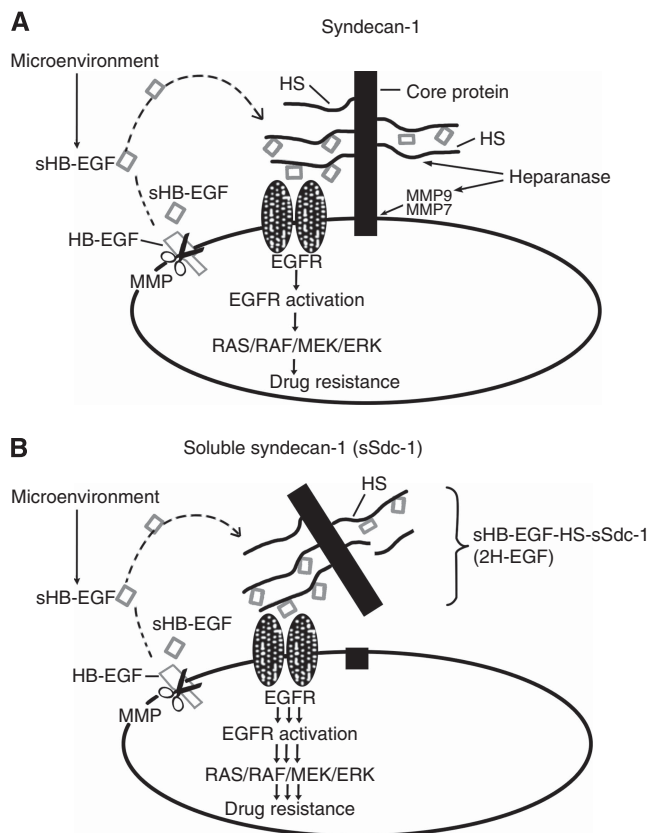 A
Syndecan-1
Microenvironment
HS
Core protein
HS
sHB-EGF
Heparanase
sHB-EGF
MMP9
MMP7
HB-EGF
MMP
EGFR
EGFR activation
RAS/RAF/MEK/ERK
Drug resistance
B
Soluble syndecan-1 (sSdc-1)
HS
Microenvironment
sHB-EGF-HS-sSdc-1
(2H-EGF)
sHB-EGF
sHB-EGF
HB-EGF
MMP
EGFR
EGFR activation
RAS/RAF/MEK/ERK
Drug resistance